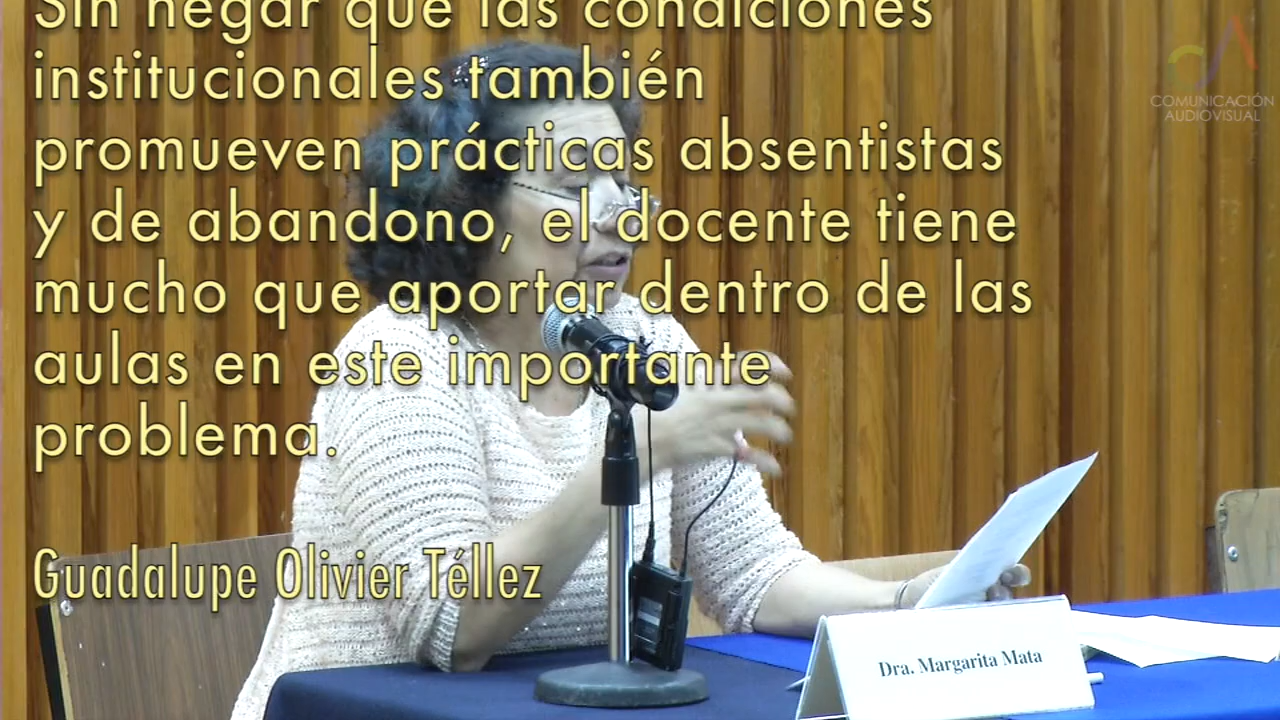 Sin negar que las condiciones
institucionales también
promueven prácticas absentistas
y de abandono, el docente tiene
mucho que aportar dentro de las
aulas en este importante
problema.
Guadalupe Olivier Téllez
COMUNICACIÓN
AUDIOVISUAL
Dra. Margarita Mata